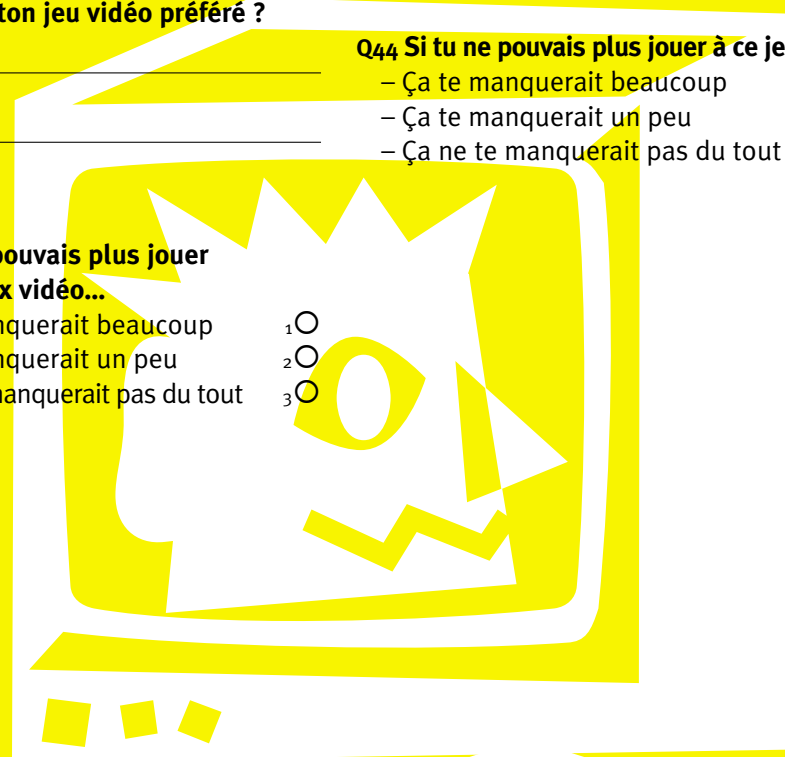 ton jeu vidéo préféré ?
pouvais plus jouer
x vidéo...
nquerait beaucoup 1
nquerait un peu 2
manquerait pas du tout 3
Q44 Si tu ne pouvais plus jouer à ce je
– Ça te manquerait beaucoup
– Ça te manquerait un peu
– Ça ne te manquerait pas du tout